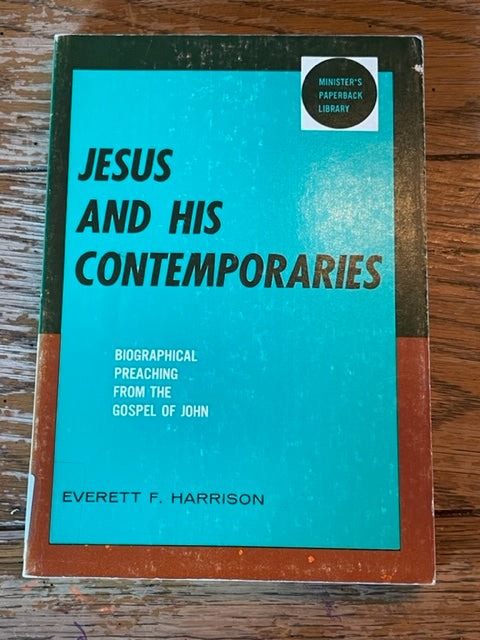 MINISTER'S
PAPERBACK
LIBRARY
JESUS
AND HIS
CONTEMPORARIES
BIOGRAPHICAL
PREACHING
FROM THE
GOSPEL OF JOHN
EVERETT F. HARRISON